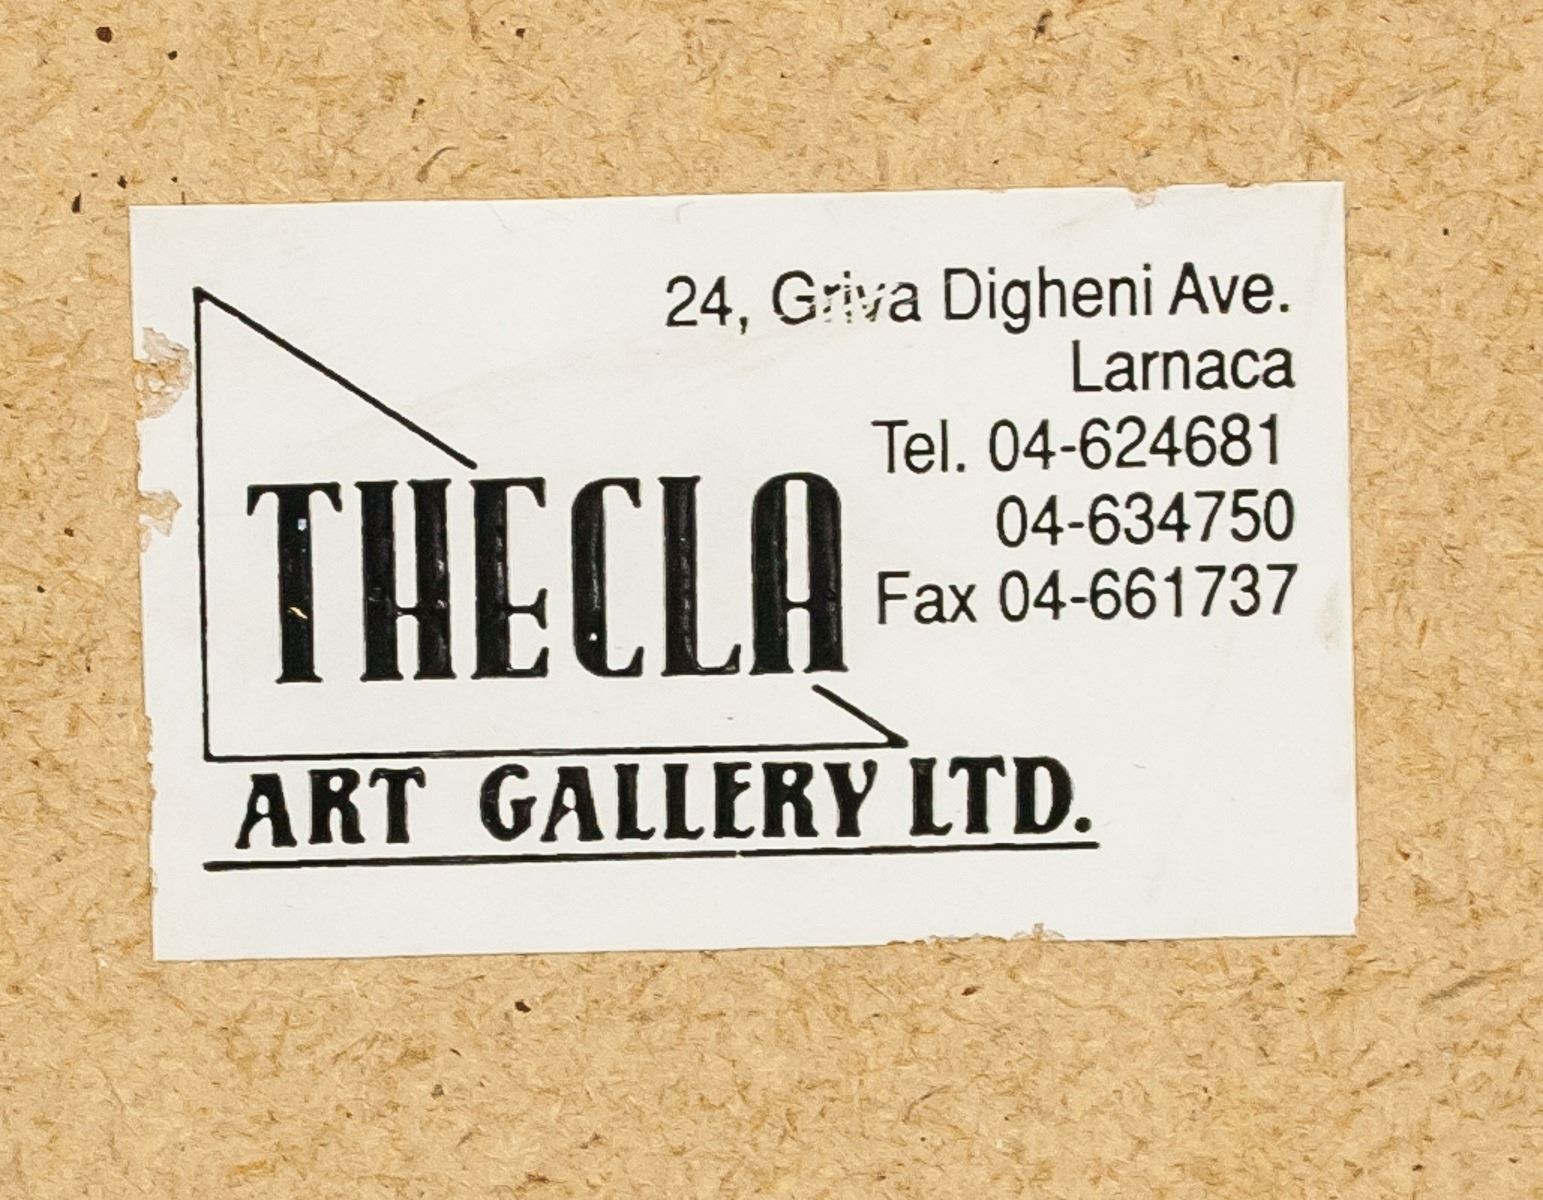 24, Griva Digheni Ave.
Larnaca
Tel. 04-624681
04-634750
Fax 04-661737
THECLA
ART GALLERY LTD.